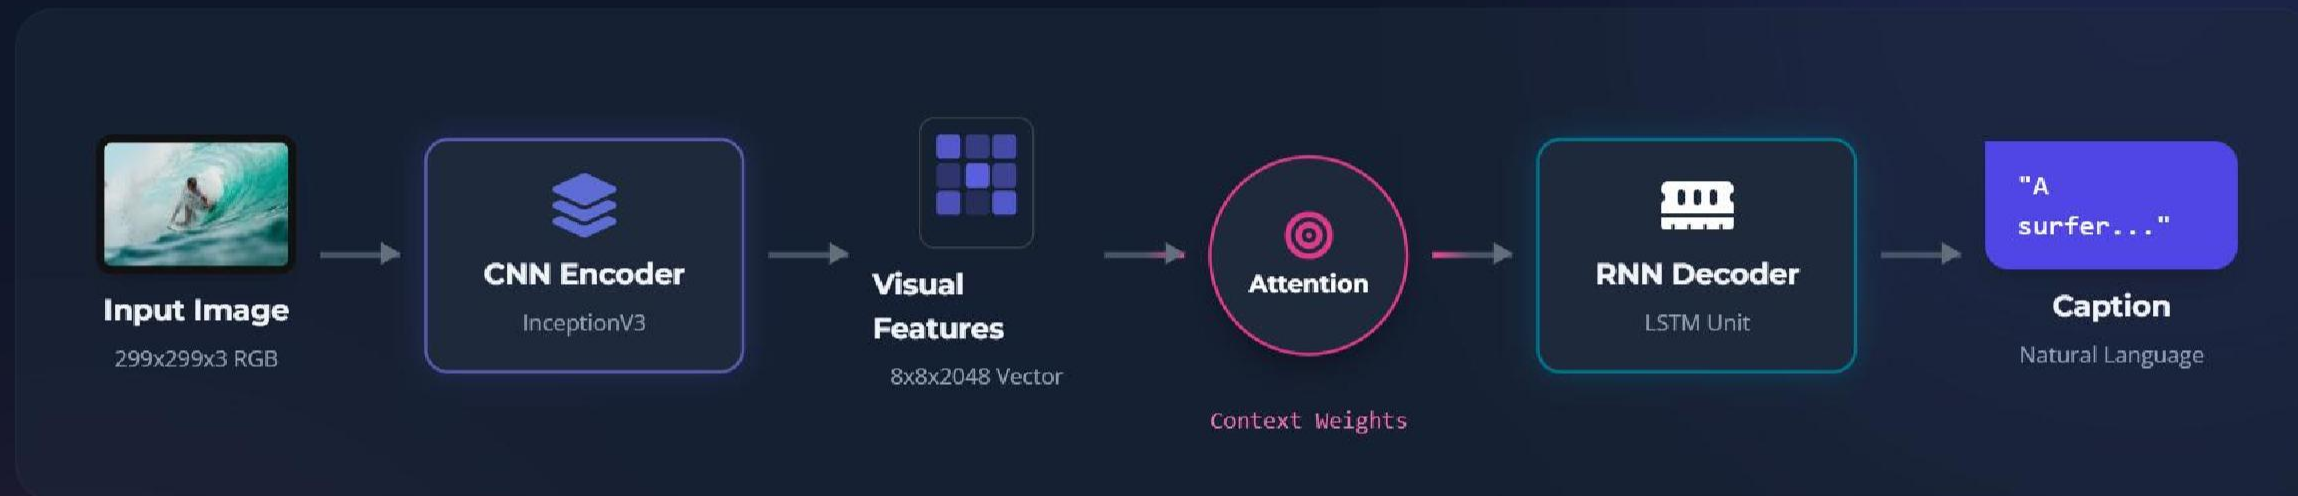 Input Image
299x299x3 RGB
CNN Encoder
InceptionV3
Visual
Features
8x8x2048 Vector
Attention
Context Weights
RNN Decoder
LSTM Unit
"A
surfer..."
Caption
Natural Language